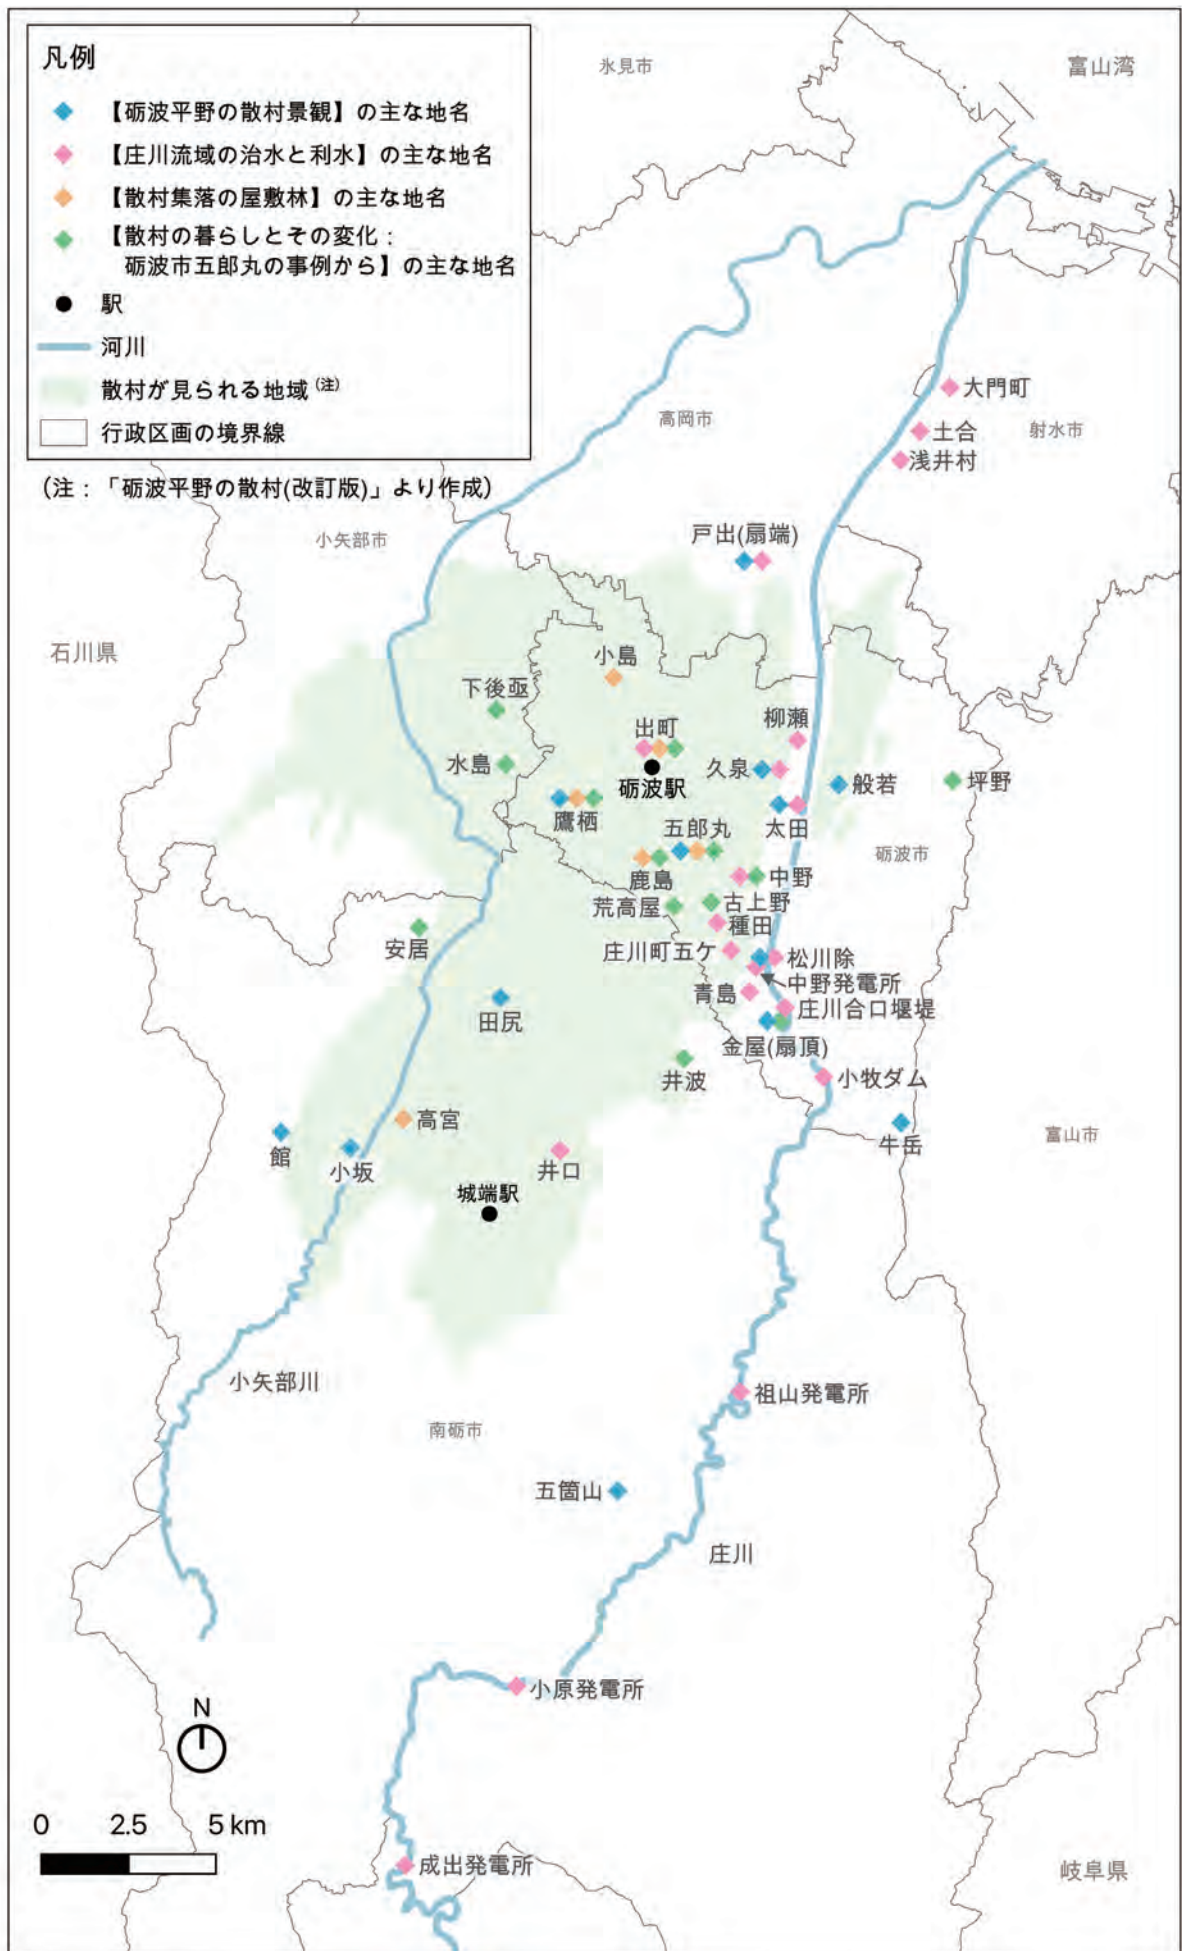 凡例
【砺波平野の散村景観】の主な地名
【庄川流域の治水と利水】の主な地名
【散村集落の屋敷林】の主な地名
【散村の暮らしとその変化：
砺波市五郎丸の事例から】の主な地名
駅
河川
散村が見られる地域(注)
行政区画の境界線
(注：「砺波平野の散村(改訂版)」より作成)
氷見市
富山湾
高岡市
大門町
土合
射水市
浅井村
小矢部市
戸出(扇端)
石川県
小島
下後亟
柳瀬
出町
水島
久泉
砺波駅
般若
坪野
鷹栖
太田
五郎丸
砺波市
鹿島
中野
荒高屋
古上野
種田
安居
庄川町五ケ
松川除
中野発電所
青島
庄川合口堰堤
田尻
金屋(扇頂)
井波
小牧ダム
高宮
館
小坂
井口
牛岳
富山市
城端駅
小矢部川
祖山発電所
南砺市
五箇山
庄川
小原発電所
N
0 2.5 5 km
成出発電所
岐阜県